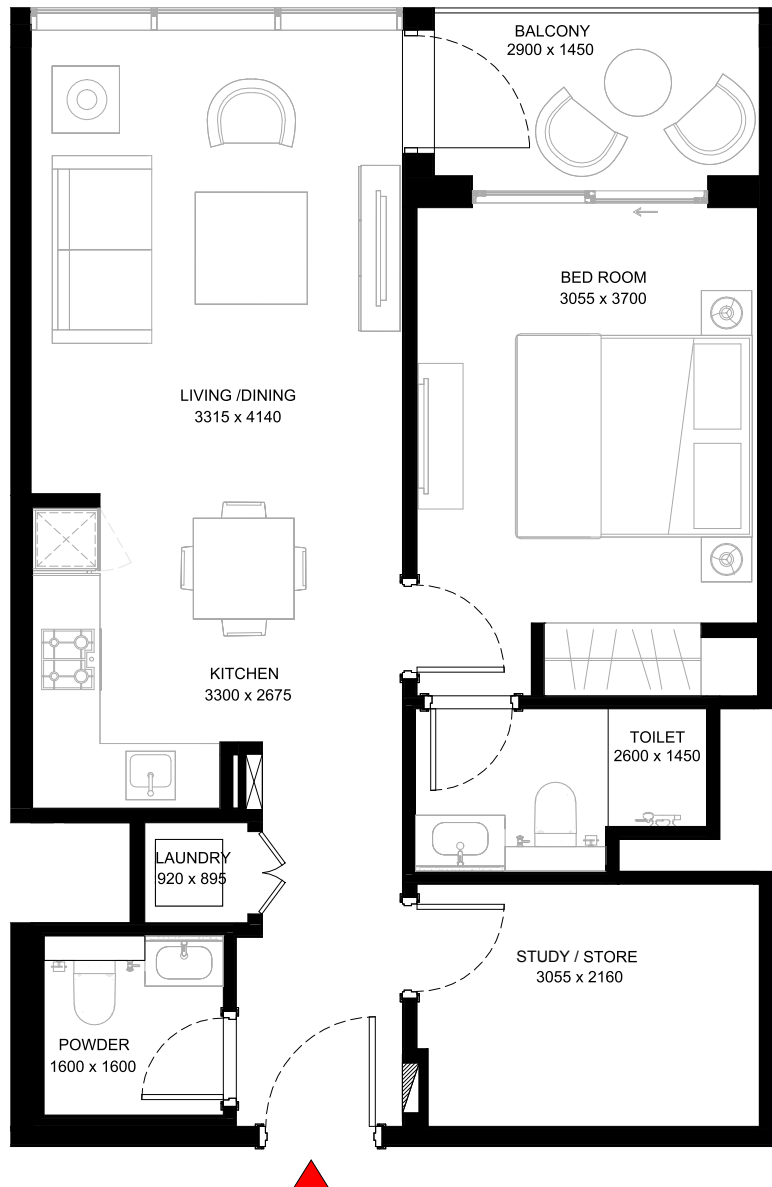 BALCONY
2900 x 1450
BED ROOM
3055 x 3700
LIVING /DINING
3315 x 4140
KITCHEN
3300 x 2675
TOILET
2600 x 1450
LAUNDRY
920 x 895
STUDY / STORE
3055 x 2160
POWDER
1600 x 1600